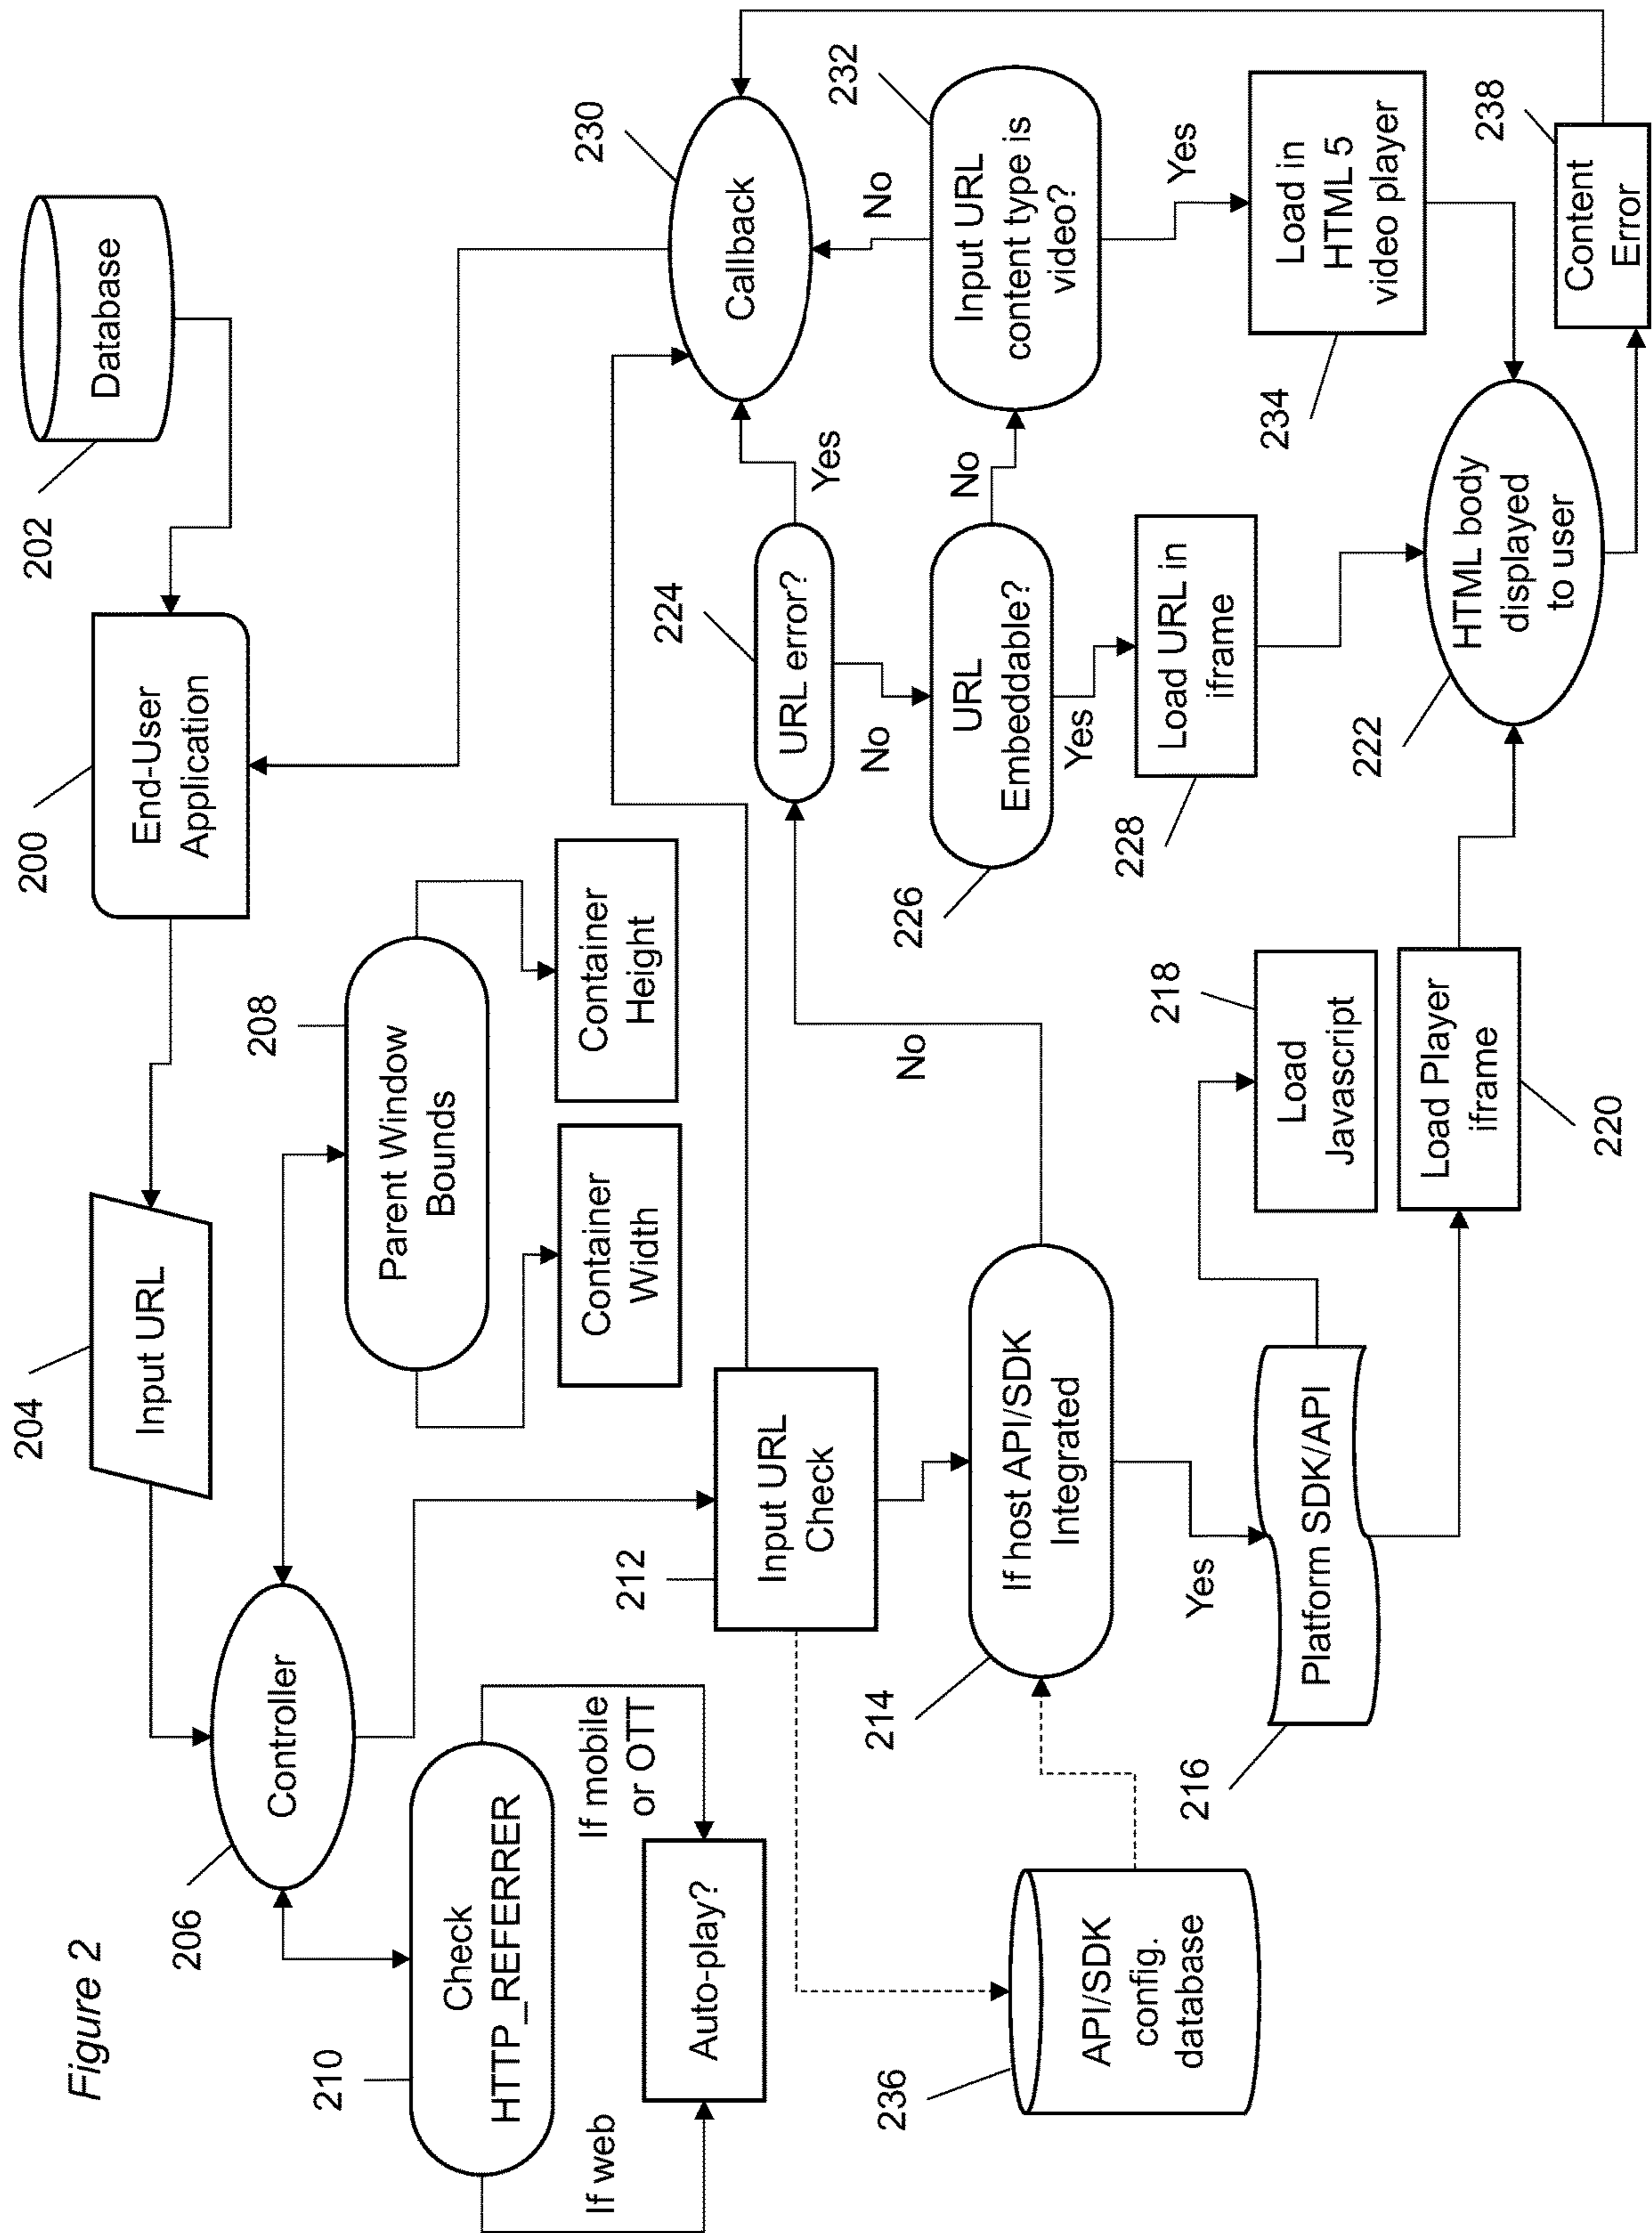 Figure 2
202
Database
200
End-User
Application
204
Input URL
206
Controller
208
Parent Window
Bounds
Container
Width
Container
Height
210
Check
HTTP_REFERRER
If web
If mobile
or OTT
Auto-play?
212
Input URL
Check
236
API/SDK
config.
database
214
If host API/SDK
Integrated
Yes
No
216
Platform SDK/API
218
Load
Javascript
220
Load Player
iframe
224
URL error?
Yes
No
226
URL
Embeddable?
No
Yes
228
Load URL in
iframe
230
Callback
232
Input URL
content type is
video?
No
Yes
234
Load in
HTML 5
video player
222
HTML body
displayed
to user
238
Content
Error